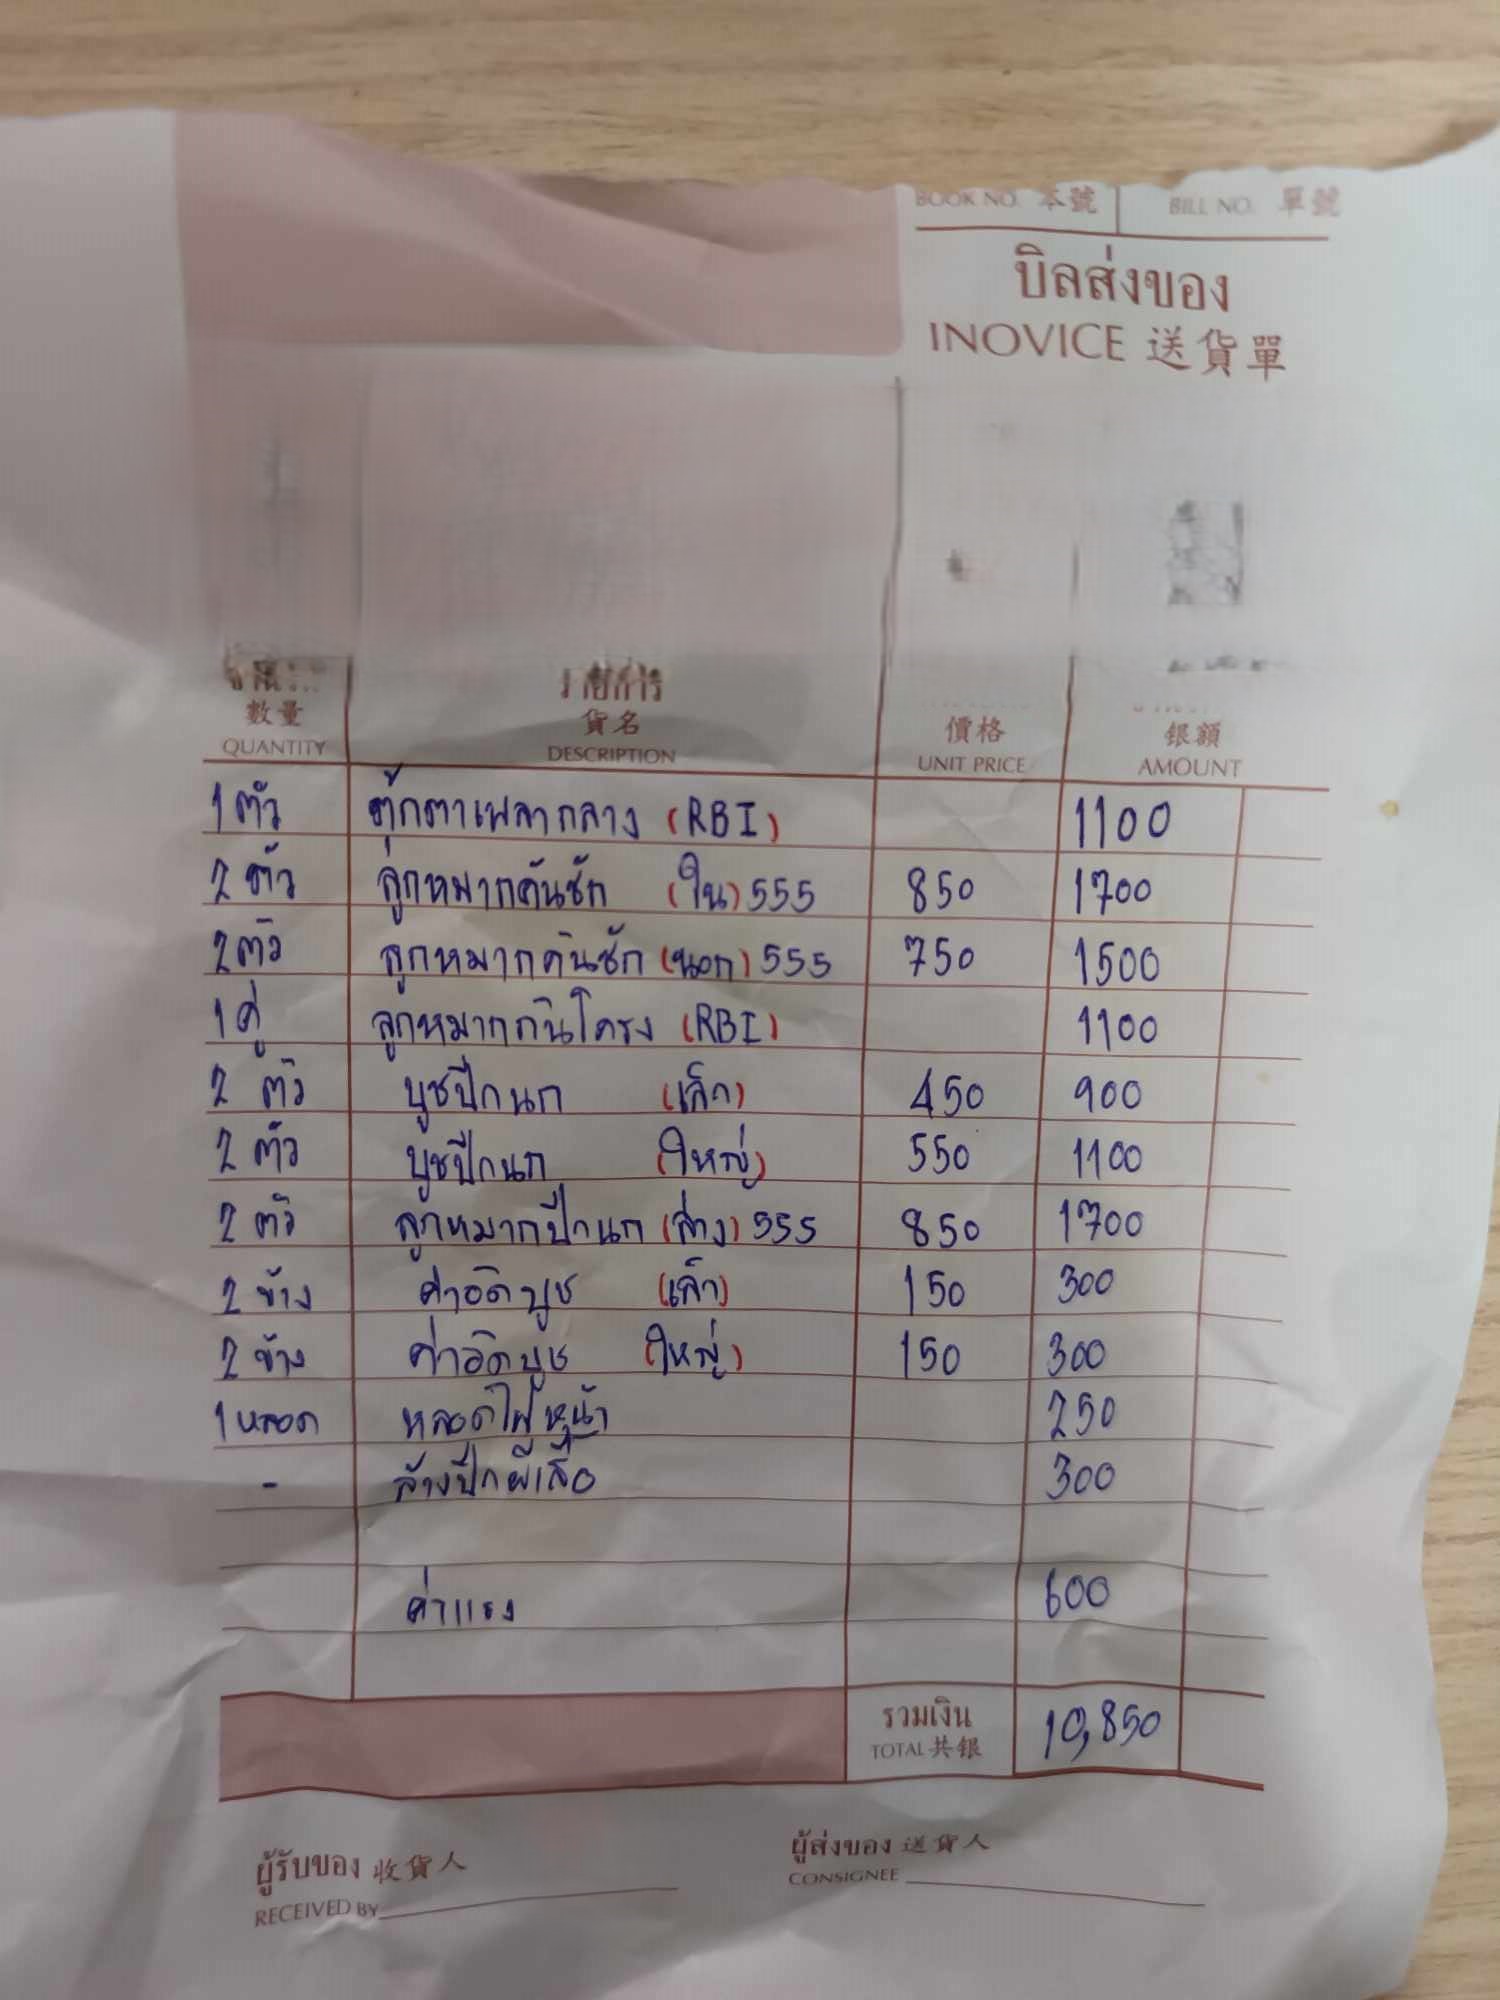 BOOK NO. 本號 BILL NO. 單號
บิลส่งของ
INOVICE 送貨單
รายการ
數量 貨名 價格 銀額
QUANTITY DESCRIPTION UNIT PRICE AMOUNT
1 ตัว ตุ้กตาเพลากลาง (RBI) 1100
2 ตัว ลูกหมากคันชัก (ใน) 555 850 1700
2 ตัว ลูกหมากคันชัก (นอก) 555 750 1500
1 คู่ ลูกหมากกันโครง (RBI) 1100
2 ตัว บูชปีกนก (เล็ก) 450 900
2 ตัว บูชปีกนก (ใหญ่) 550 1100
2 ตัว ลูกหมากปีกนก (ล่าง) 555 850 1700
2 ข้าง ค่าอัดบูช (เล็ก) 150 300
2 ข้าง ค่าอัดบูช (ใหญ่) 150 300
1 หลอด หลอดไฟหน้า 250
- ล้างปีกผีเสื้อ 300
ค่าแรง 600
รวมเงิน 10,850
TOTAL 共銀
ผู้รับของ 收貨人 ผู้ส่งของ 送貨人
RECEIVED BY CONSIGNEE